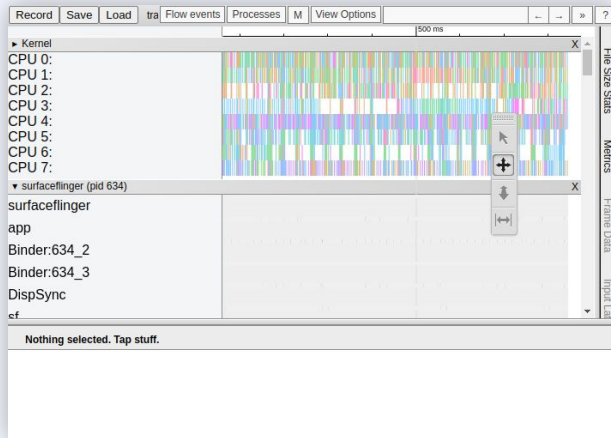 Record Save Load tra Flow events Processes M View Options ← → » ?
500 ms
▸ Kernel X
CPU 0:
CPU 1:
CPU 2:
CPU 3:
CPU 4:
CPU 5:
CPU 6:
CPU 7:
▾ surfaceflinger (pid 634) X
surfaceflinger
app
Binder:634_2
Binder:634_3
DispSync
sf
File Size Stats
Metrics
Frame Data
Input Lat
Nothing selected. Tap stuff.